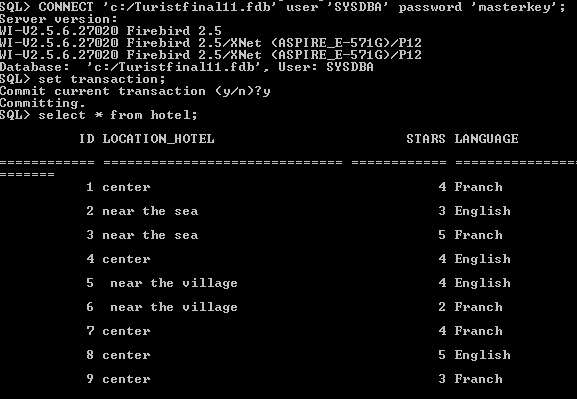 SQL> CONNECT 'c:/Turistfinal11.fdb' user 'SYSDBA' password 'masterkey';
Server version:
WI-V2.5.6.27020 Firebird 2.5
WI-V2.5.6.27020 Firebird 2.5/XNet (ASPIRE_E-571G)/P12
WI-V2.5.6.27020 Firebird 2.5/XNet (ASPIRE_E-571G)/P12
Database:  'c:/Turistfinal11.fdb', User: SYSDBA
SQL> set transaction;
Commit current transaction (y/n)?y
Committing.
SQL> select * from hotel;
ID LOCATION_HOTEL STARS LANGUAGE
============ =============================== ============ ================
=======
1 center 4 Franch
2 near the sea 3 English
3 near the sea 5 Franch
4 center 4 English
5  near the village 4 English
6  near the village 2 Franch
7 center 4 Franch
8 center 5 English
9 center 3 Franch